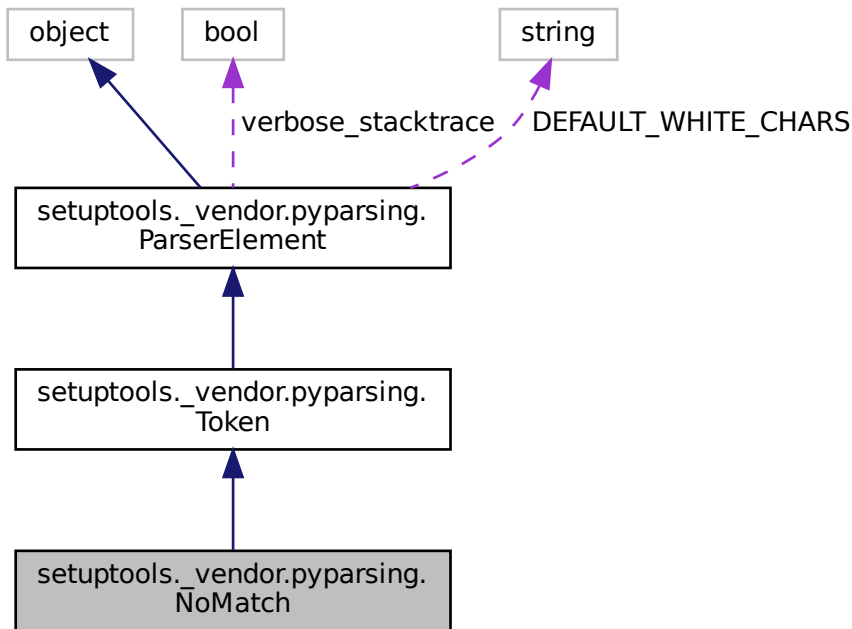 object
bool
string
verbose_stacktrace
DEFAULT_WHITE_CHARS
setuptools._vendor.pyparsing.
ParserElement
setuptools._vendor.pyparsing.
Token
setuptools._vendor.pyparsing.
NoMatch